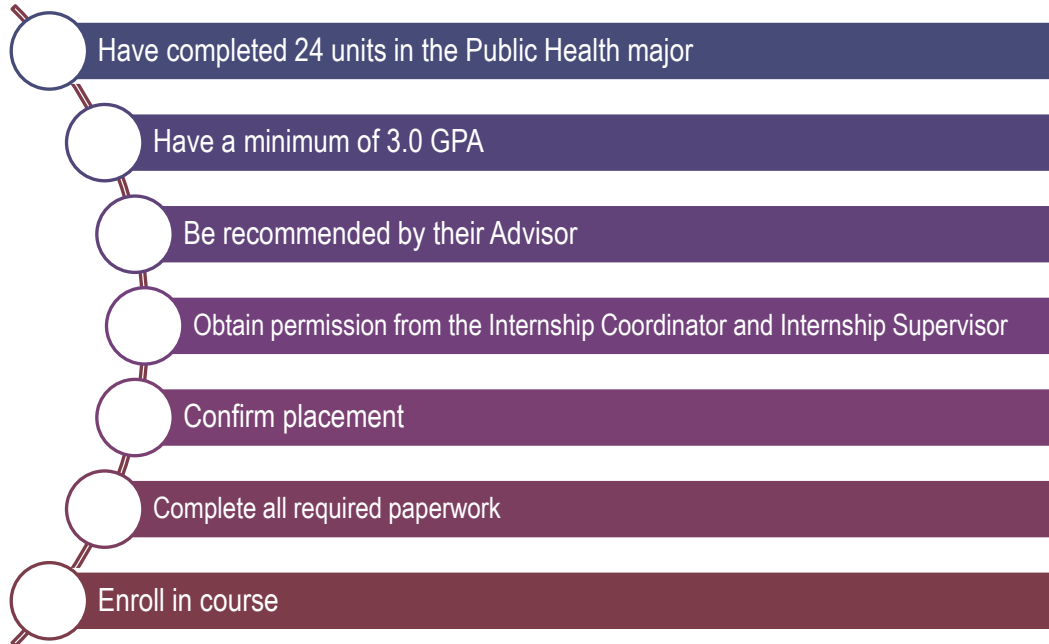 Have completed 24 units in the Public Health major
Have a minimum of 3.0 GPA
Be recommended by their Advisor
Obtain permission from the Internship Coordinator and Internship Supervisor
Confirm placement
Complete all required paperwork
Enroll in course